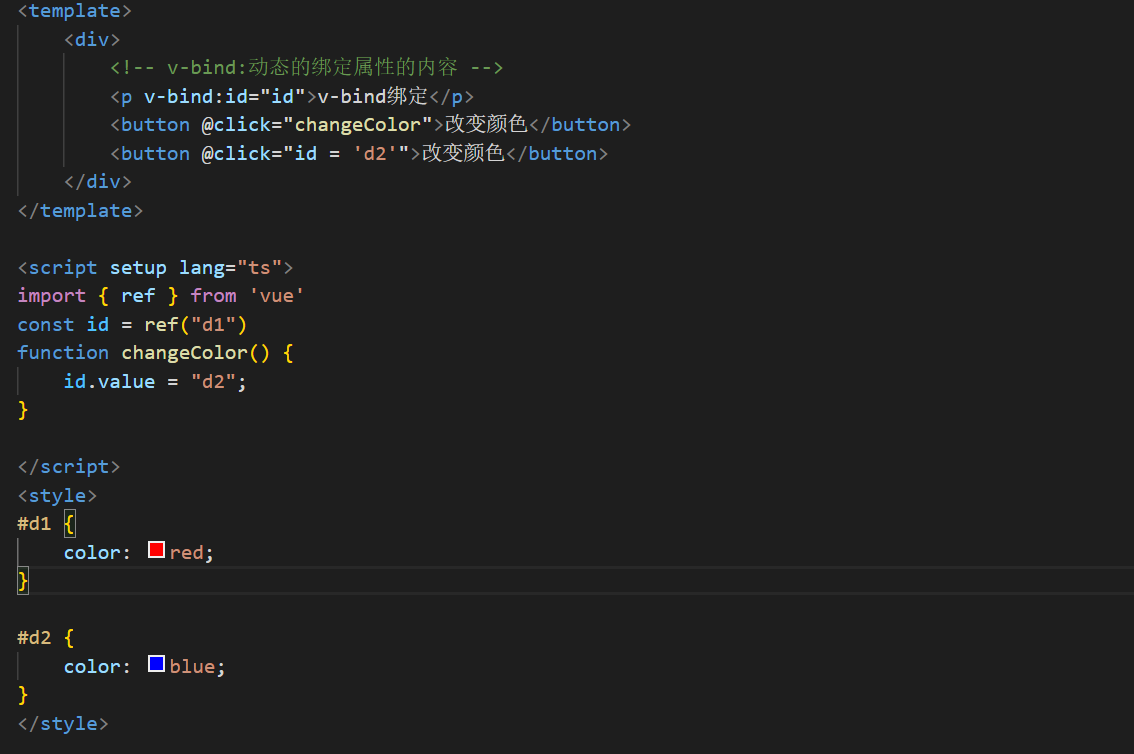 <template>
<div>
<!-- v-bind:动态的绑定属性的内容 -->
<p v-bind:id="id">v-bind绑定</p>
<button @click="changeColor">改变颜色</button>
<button @click="id = 'd2'">改变颜色</button>
</div>
</template>
<script setup lang="ts">
import { ref } from 'vue'
const id = ref("d1")
function changeColor() {
id.value = "d2";
}
</script>
<style>
#d1 {
color: red;
}
#d2 {
color: blue;
}
</style>